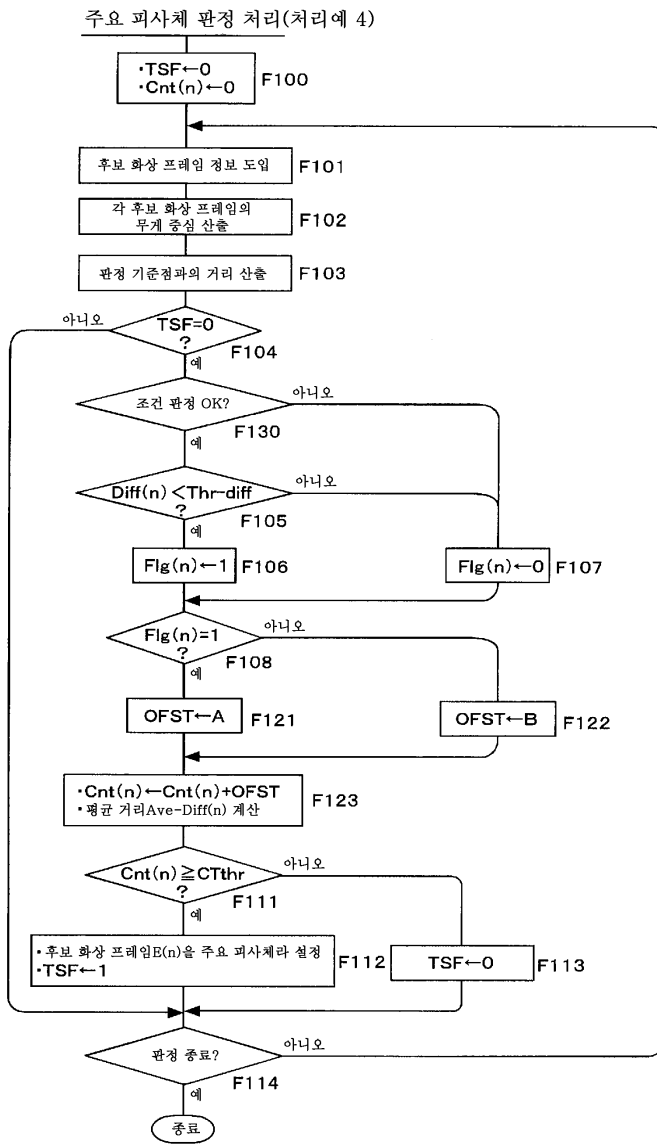 주요 피사체 판정 처리(처리예 4)
·TSF←0
·Cnt(n)←0
F100
후보 화상 프레임 정보 도입
F101
각 후보 화상 프레임의
무게 중심 산출
F102
판정 기준점과의 거리 산출
F103
아니오
TSF=0
?
F104
예
조건 판정 OK?
아니오
F130
예
Diff(n)<Thr-diff
?
아니오
F105
예
Flg(n)←1
F106
Flg(n)←0
F107
Flg(n)=1
?
아니오
F108
예
OFST←A
F121
OFST←B
F122
·Cnt(n)←Cnt(n)+OFST
·평균 거리Ave-Diff(n) 계산
F123
Cnt(n)≧CTthr
?
아니오
F111
예
·후보 화상 프레임E(n)을 주요 피사체라 설정
·TSF←1
F112
TSF←0
F113
판정 종료?
아니오
F114
예
종료